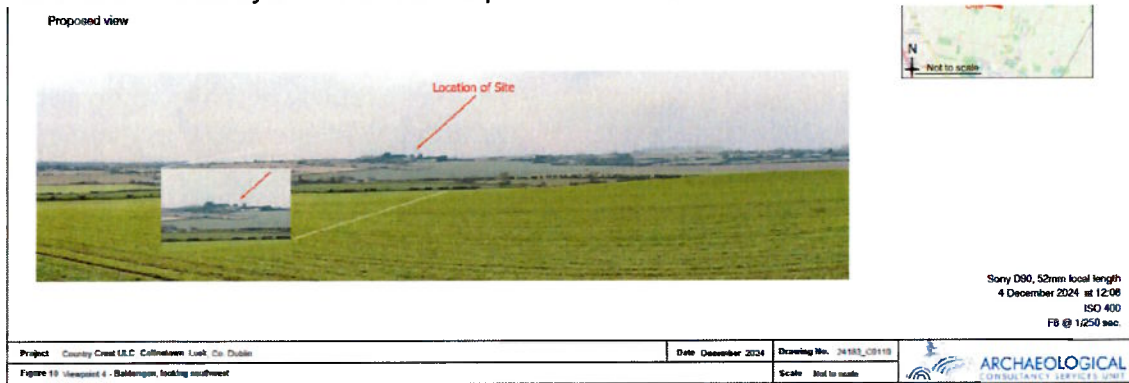 Proposed view
N
Not to scale
Location of Site
Sony D90, 52mm focal length
4 December 2024 at 12:06
ISO 400
F8 @ 1/250 sec.
Project Country Crest ULC, Collinstown, Lusk, Co. Dublin
Date December 2024
Drawing No.
Figure 10 Viewpoint 4 - Baldongan, looking southwest
Scale Not to scale
ARCHAEOLOGICAL
CONSULTANCY SERVICES UNIT